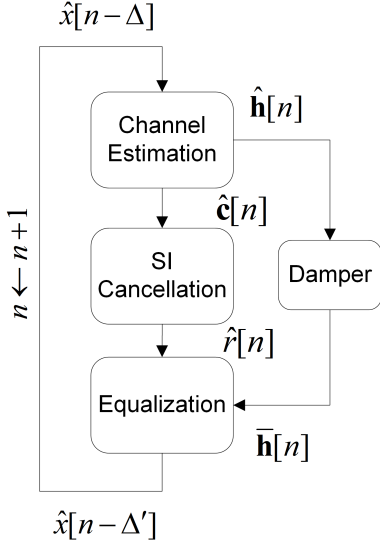 x̂[n − Δ]
Channel
Estimation
ĥ[n]
ĉ[n]
n ← n+1
SI
Cancellation
Damper
r̂[n]
Equalization
h̄[n]
x̂[n − Δ′]